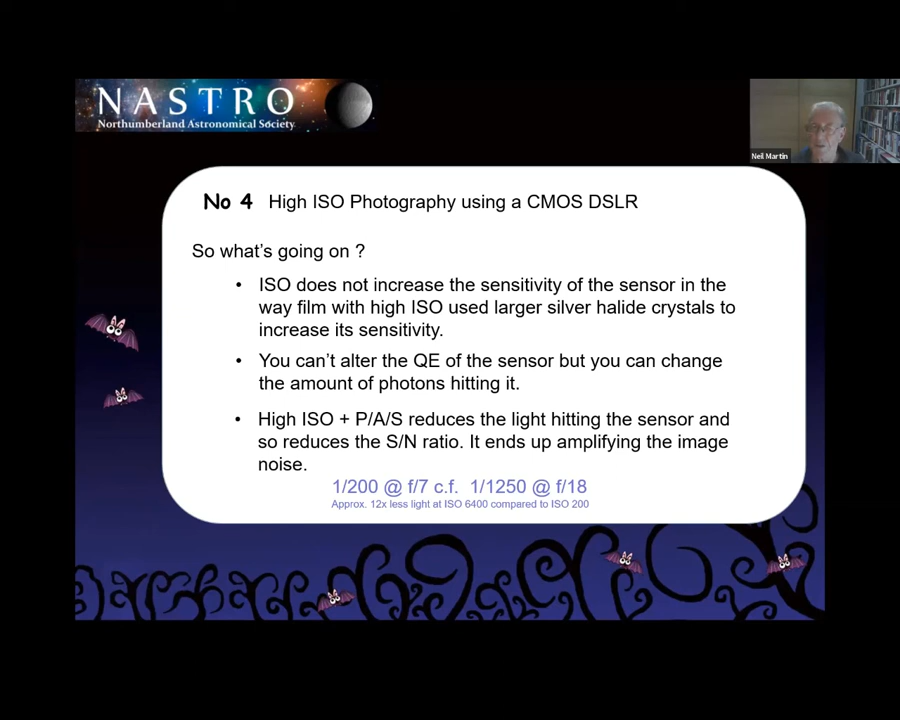 NASTRO
Northumberland Astronomical Society
Neil Martin
No 4 High ISO Photography using a CMOS DSLR
So what's going on ?
• ISO does not increase the sensitivity of the sensor in the
way film with high ISO used larger silver halide crystals to
increase its sensitivity.
• You can't alter the QE of the sensor but you can change
the amount of photons hitting it.
• High ISO + P/A/S reduces the light hitting the sensor and
so reduces the S/N ratio. It ends up amplifying the image
noise.
1/200 @ f/7 c.f. 1/1250 @ f/18
Approx. 12x less light at ISO 6400 compared to ISO 200